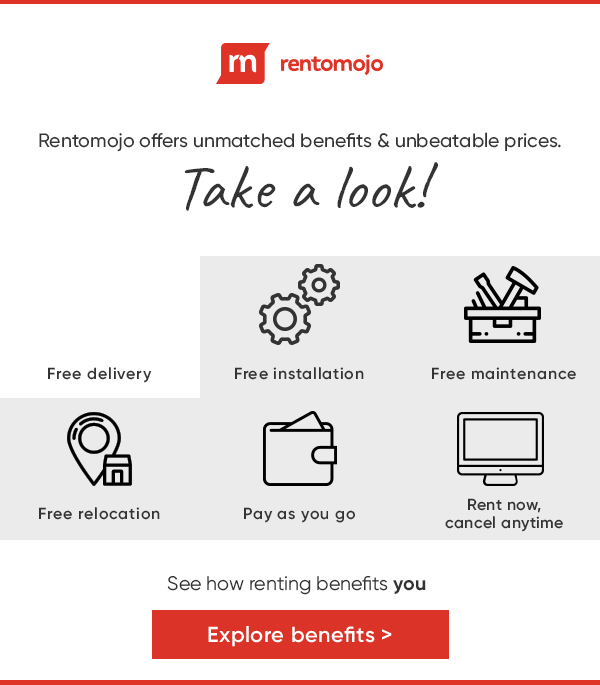 rm rentomojo
Rentomojo offers unmatched benefits & unbeatable prices.
Take a look!
Free delivery
Free installation
Free maintenance
Free relocation
Pay as you go
Rent now,
cancel anytime
See how renting benefits you
Explore benefits >